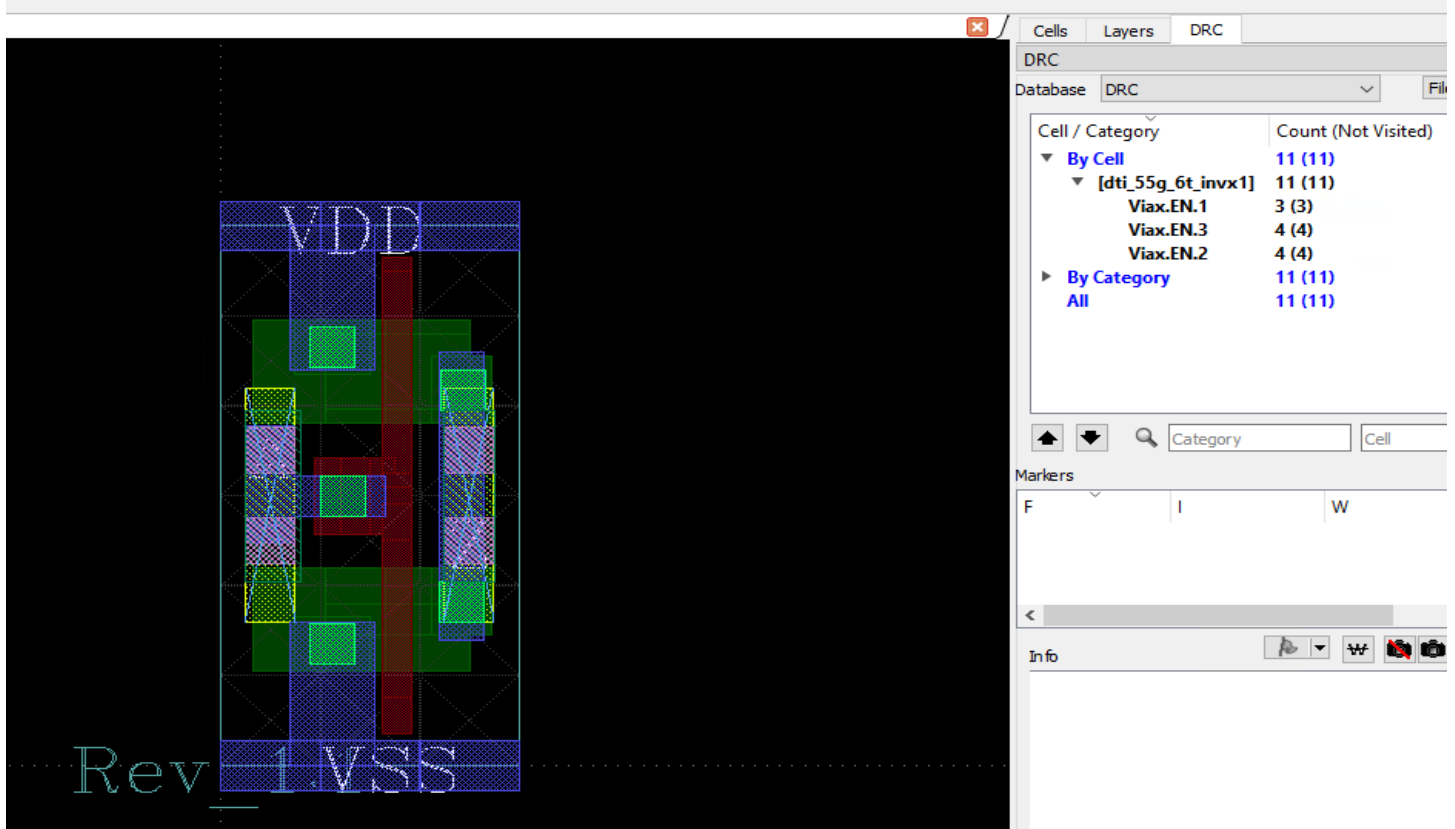 Cells Layers DRC
DRC
Database DRC
Cell / Category Count (Not Visited)
By Cell 11 (11)
[dti_55g_6t_invx1] 11 (11)
Viax.EN.1 3 (3)
Viax.EN.3 4 (4)
Viax.EN.2 4 (4)
By Category 11 (11)
All 11 (11)
Category Cell
Markers
F I W
Info
VDD
VSS